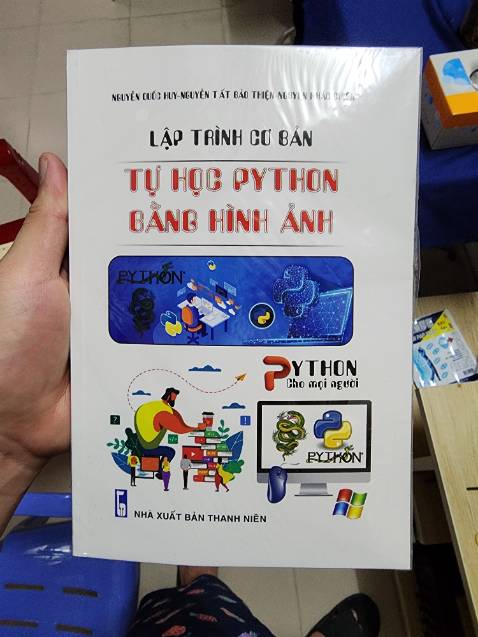 NGUYỄN QUỐC HUY-NGUYỄN TẤT BẢO THIỆN-NGUYỄN
LẬP TRÌNH CƠ BẢN
TỰ HỌC PYTHON
BẰNG HÌNH ẢNH
PYTHON
PYTHON
Cho mọi người
PYTHON
NHÀ XUẤT BẢN THANH NIÊN